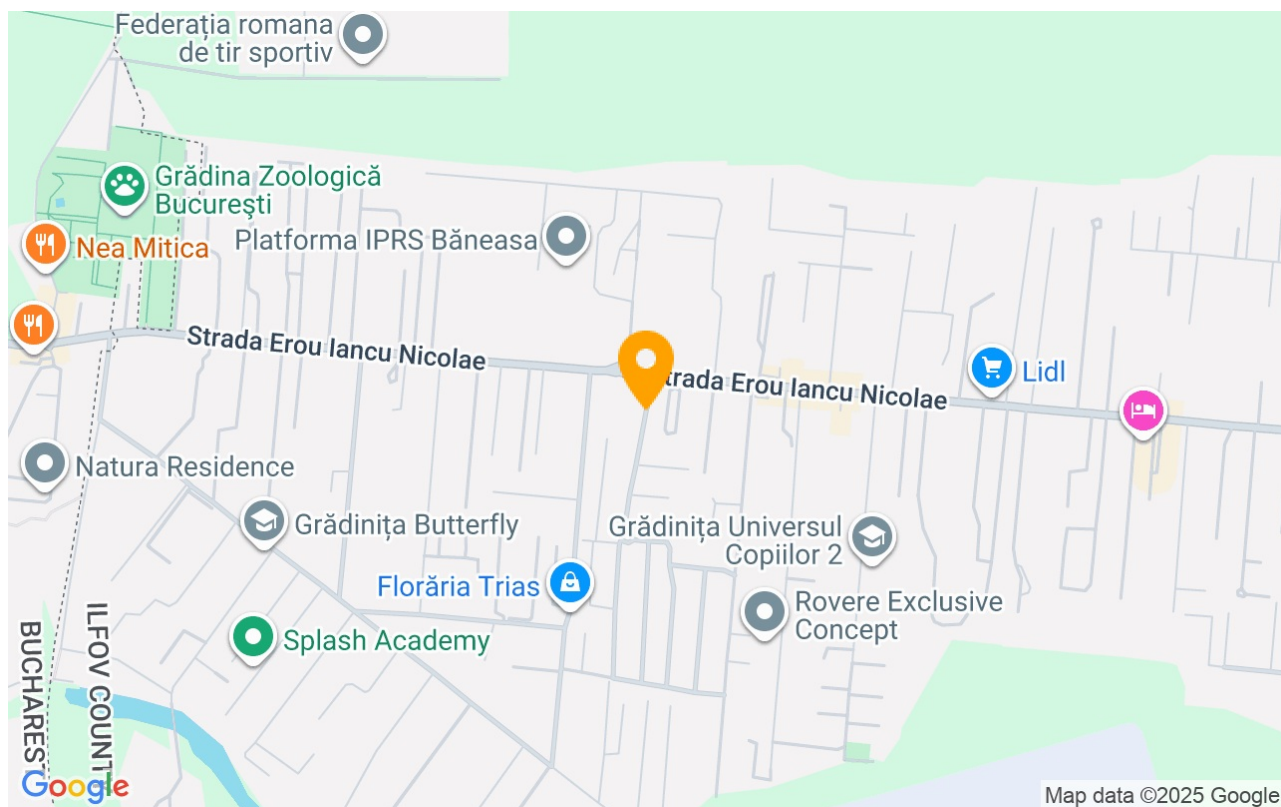 Federația romana
de tir sportiv
Grădina Zoologică
București
Nea Mitica
Platforma IPRS Băneasa
Strada Erou Iancu Nicolae
trada Erou Iancu Nicolae
Lidl
Natura Residence
Grădinița Butterfly
Grădinița Universul
Copiilor 2
Florăria Trias
Rovere Exclusive
Concept
Splash Academy
ILFOV COUNT
BUCHAREST
Google
Map data ©2025 Google